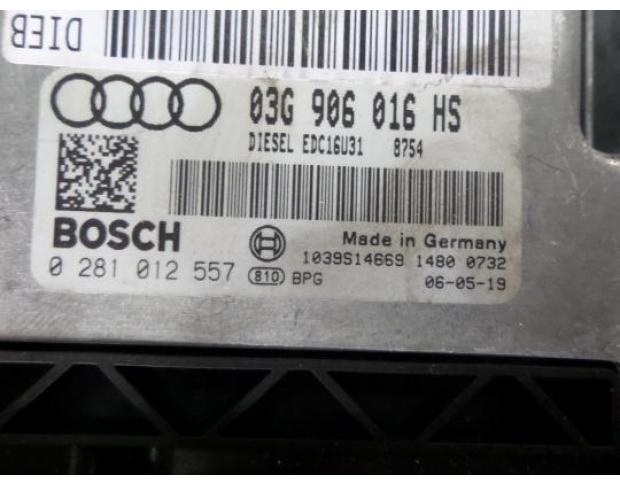 DIEB
03G 906 016 HS
DIESEL EDC16U31 8754
BOSCH
Made in Germany
1039S14669 1480 0732
0 281 012 557 810 BPG
06-05-19